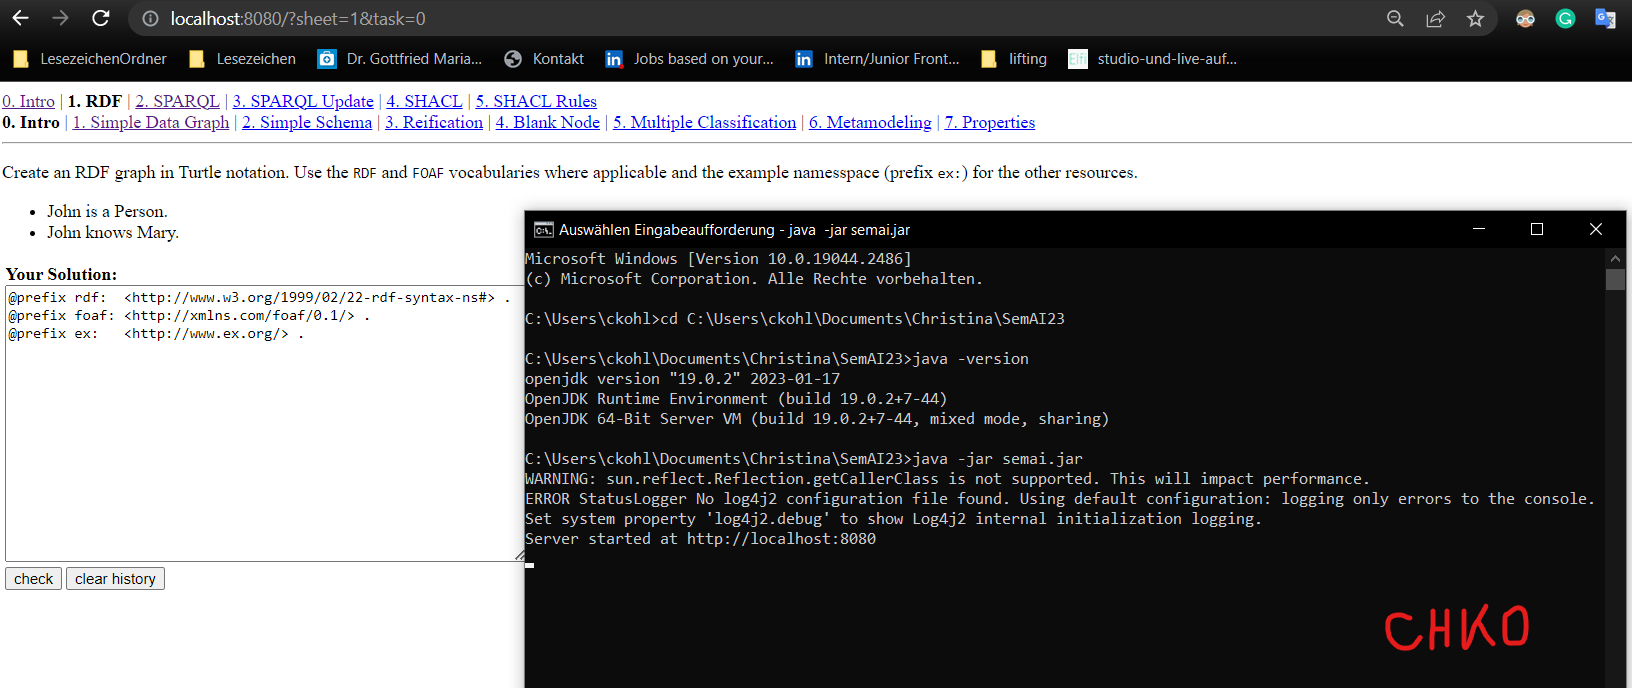 localhost:8080/?sheet=1&task=0
LesezeichenOrdner Lesezeichen Dr. Gottfried Maria... Kontakt Jobs based on your... Intern/Junior Front... lifting Elfi studio-und-live-auf...
0. Intro | 1. RDF | 2. SPARQL | 3. SPARQL Update | 4. SHACL | 5. SHACL Rules
0. Intro | 1. Simple Data Graph | 2. Simple Schema | 3. Reification | 4. Blank Node | 5. Multiple Classification | 6. Metamodeling | 7. Properties
Create an RDF graph in Turtle notation. Use the RDF and FOAF vocabularies where applicable and the example namesspace (prefix ex:) for the other resources.
• John is a Person.
• John knows Mary.
Your Solution:
@prefix rdf:  <http://www.w3.org/1999/02/22-rdf-syntax-ns#> .
@prefix foaf: <http://xmlns.com/foaf/0.1/> .
@prefix ex:   <http://www.ex.org/> .
check clear history
Auswählen Eingabeaufforderung - java  -jar semai.jar
Microsoft Windows [Version 10.0.19044.2486]
(c) Microsoft Corporation. Alle Rechte vorbehalten.
C:\Users\ckohl>cd C:\Users\ckohl\Documents\Christina\SemAI23
C:\Users\ckohl\Documents\Christina\SemAI23>java -version
openjdk version "19.0.2" 2023-01-17
OpenJDK Runtime Environment (build 19.0.2+7-44)
OpenJDK 64-Bit Server VM (build 19.0.2+7-44, mixed mode, sharing)
C:\Users\ckohl\Documents\Christina\SemAI23>java -jar semai.jar
WARNING: sun.reflect.Reflection.getCallerClass is not supported. This will impact performance.
ERROR StatusLogger No log4j2 configuration file found. Using default configuration: logging only errors to the console.
Set system property 'log4j2.debug' to show Log4j2 internal initialization logging.
Server started at http://localhost:8080
CHKO